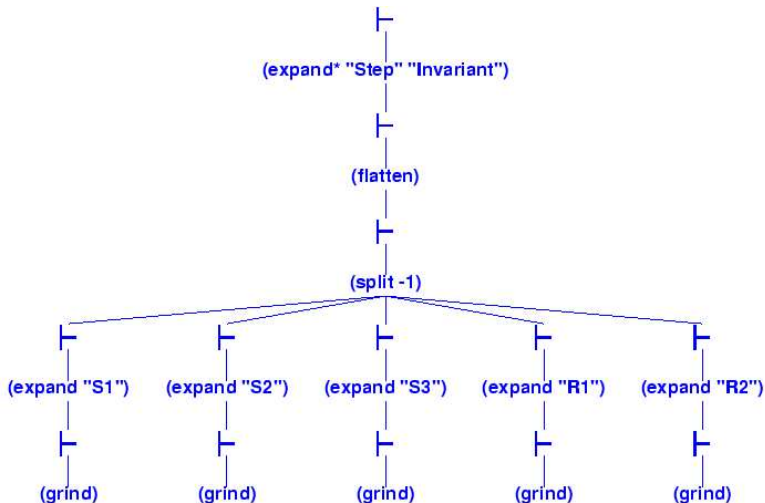 (expand* "Step" "Invariant")
(flatten)
(split -1)
(expand "S1") (expand "S2") (expand "S3") (expand "R1") (expand "R2")
(grind) (grind) (grind) (grind) (grind)